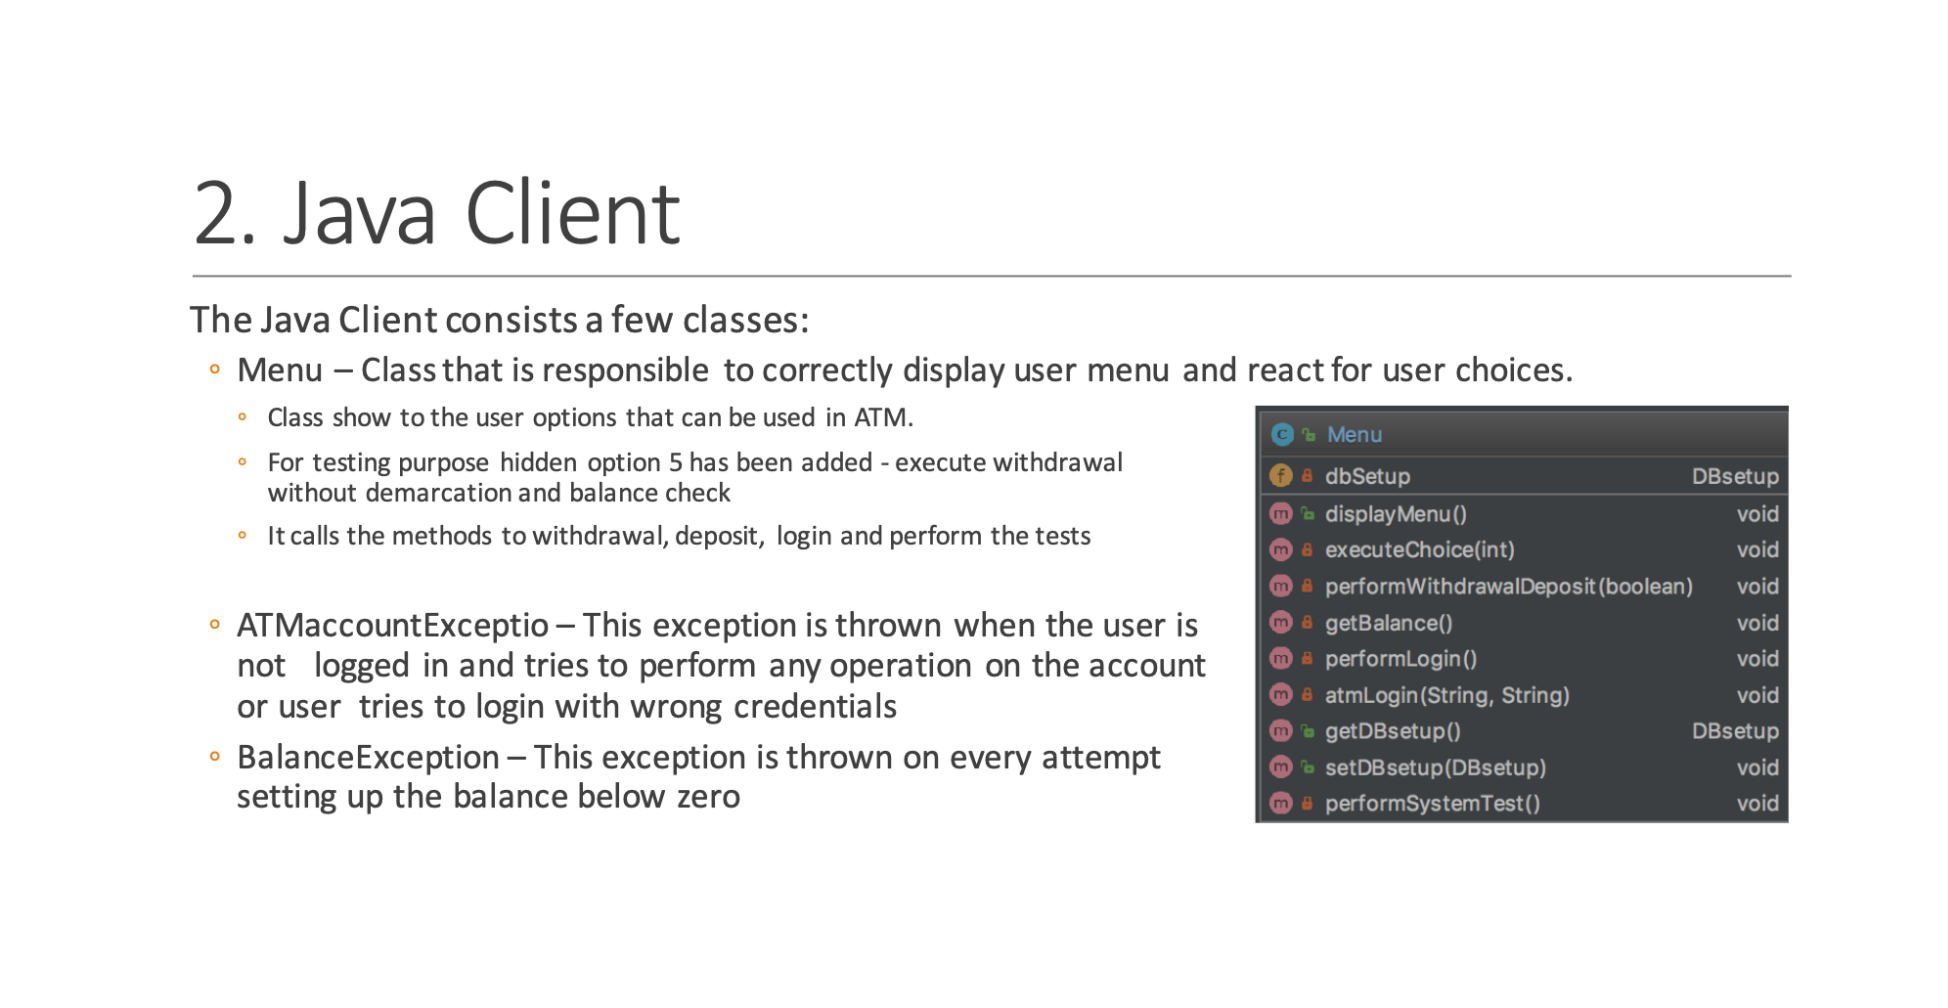 2. Java Client
The Java Client consists a few classes:
Menu – Class that is responsible to correctly display user menu and react for user choices.
Class show to the user options that can be used in ATM.
For testing purpose hidden option 5 has been added - execute withdrawal
without demarcation and balance check
It calls the methods to withdrawal, deposit, login and perform the tests
ATMaccountExceptio – This exception is thrown when the user is
not logged in and tries to perform any operation on the account
or user tries to login with wrong credentials
BalanceException – This exception is thrown on every attempt
setting up the balance below zero
C Menu
f dbSetup DBsetup
m displayMenu() void
m executeChoice(int) void
m performWithdrawalDeposit(boolean) void
m getBalance() void
m performLogin() void
m atmLogin(String, String) void
m getDBsetup() DBsetup
m setDBsetup(DBsetup) void
m performSystemTest() void